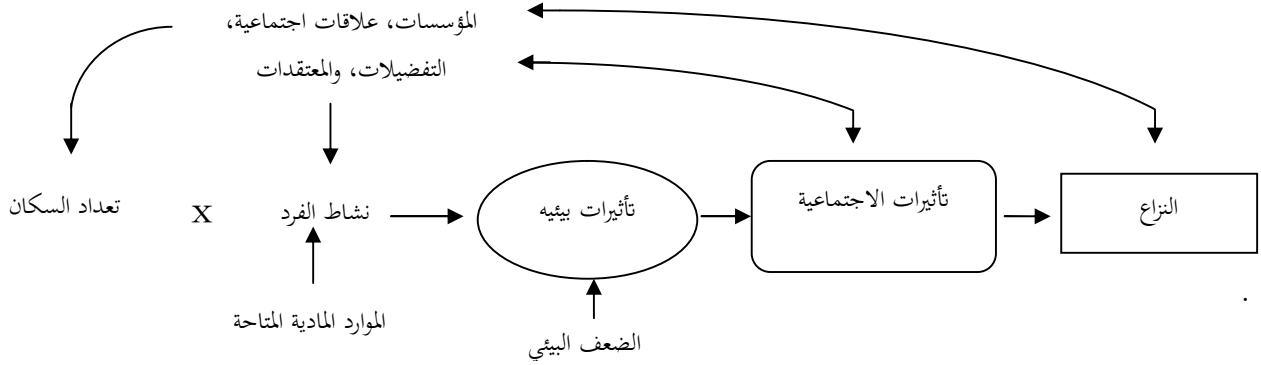 المؤسسات، علاقات اجتماعية،
التفضيلات، والمعتقدات
تعداد السكان
X
نشاط الفرد
تأثيرات بيئيه
تأثيرات الاجتماعية
النزاع
الموارد المادية المتاحة
الضعف البيئي
.